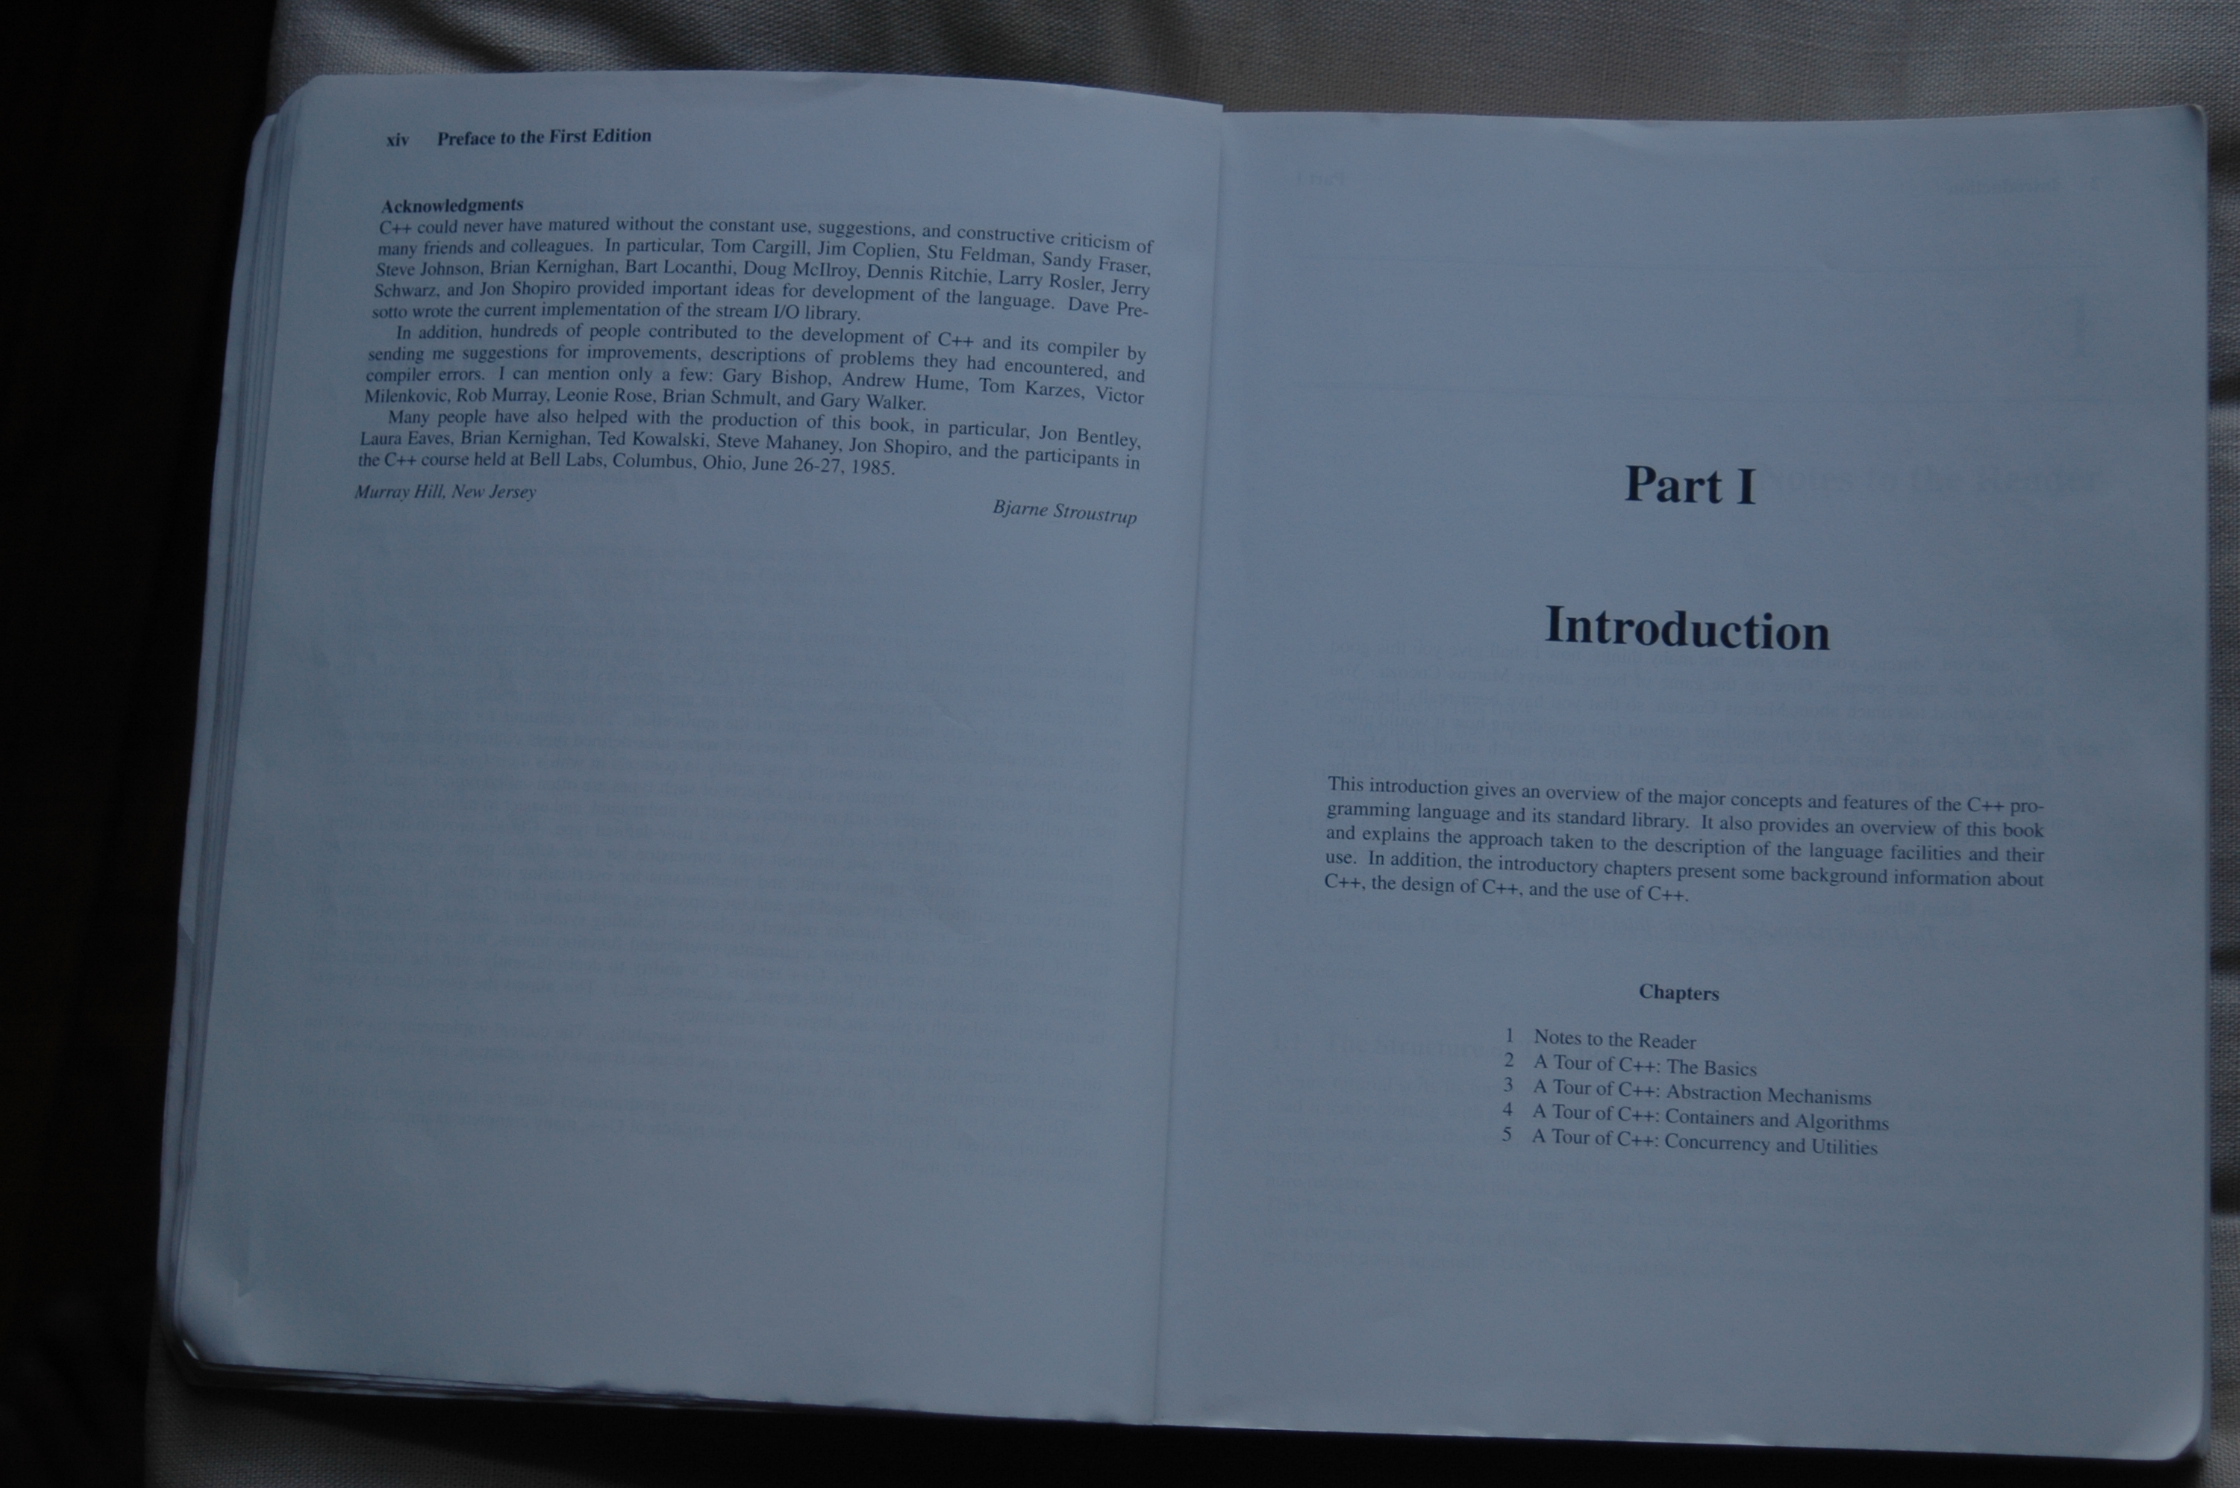 xiv Preface to the First Edition
Acknowledgments
C++ could never have matured without the constant use, suggestions, and constructive criticism of
many friends and colleagues. In particular, Tom Cargill, Jim Coplien, Stu Feldman, Sandy Fraser,
Steve Johnson, Brian Kernighan, Bart Locanthi, Doug McIlroy, Dennis Ritchie, Larry Rosler, Jerry
Schwarz, and Jon Shopiro provided important ideas for development of the language. Dave Pre-
sotto wrote the current implementation of the stream I/O library.
In addition, hundreds of people contributed to the development of C++ and its compiler by
sending me suggestions for improvements, descriptions of problems they had encountered, and
compiler errors. I can mention only a few: Gary Bishop, Andrew Hume, Tom Karzes, Victor
Milenkovic, Rob Murray, Leonie Rose, Brian Schmult, and Gary Walker.
Many people have also helped with the production of this book, in particular, Jon Bentley,
Laura Eaves, Brian Kernighan, Ted Kowalski, Steve Mahaney, Jon Shopiro, and the participants in
the C++ course held at Bell Labs, Columbus, Ohio, June 26-27, 1985.
Murray Hill, New Jersey
Bjarne Stroustrup
Part I
Introduction
This introduction gives an overview of the major concepts and features of the C++ pro-
gramming language and its standard library. It also provides an overview of this book
and explains the approach taken to the description of the language facilities and their
use. In addition, the introductory chapters present some background information about
C++, the design of C++, and the use of C++.
Chapters
1 Notes to the Reader
2 A Tour of C++: The Basics
3 A Tour of C++: Abstraction Mechanisms
4 A Tour of C++: Containers and Algorithms
5 A Tour of C++: Concurrency and Utilities